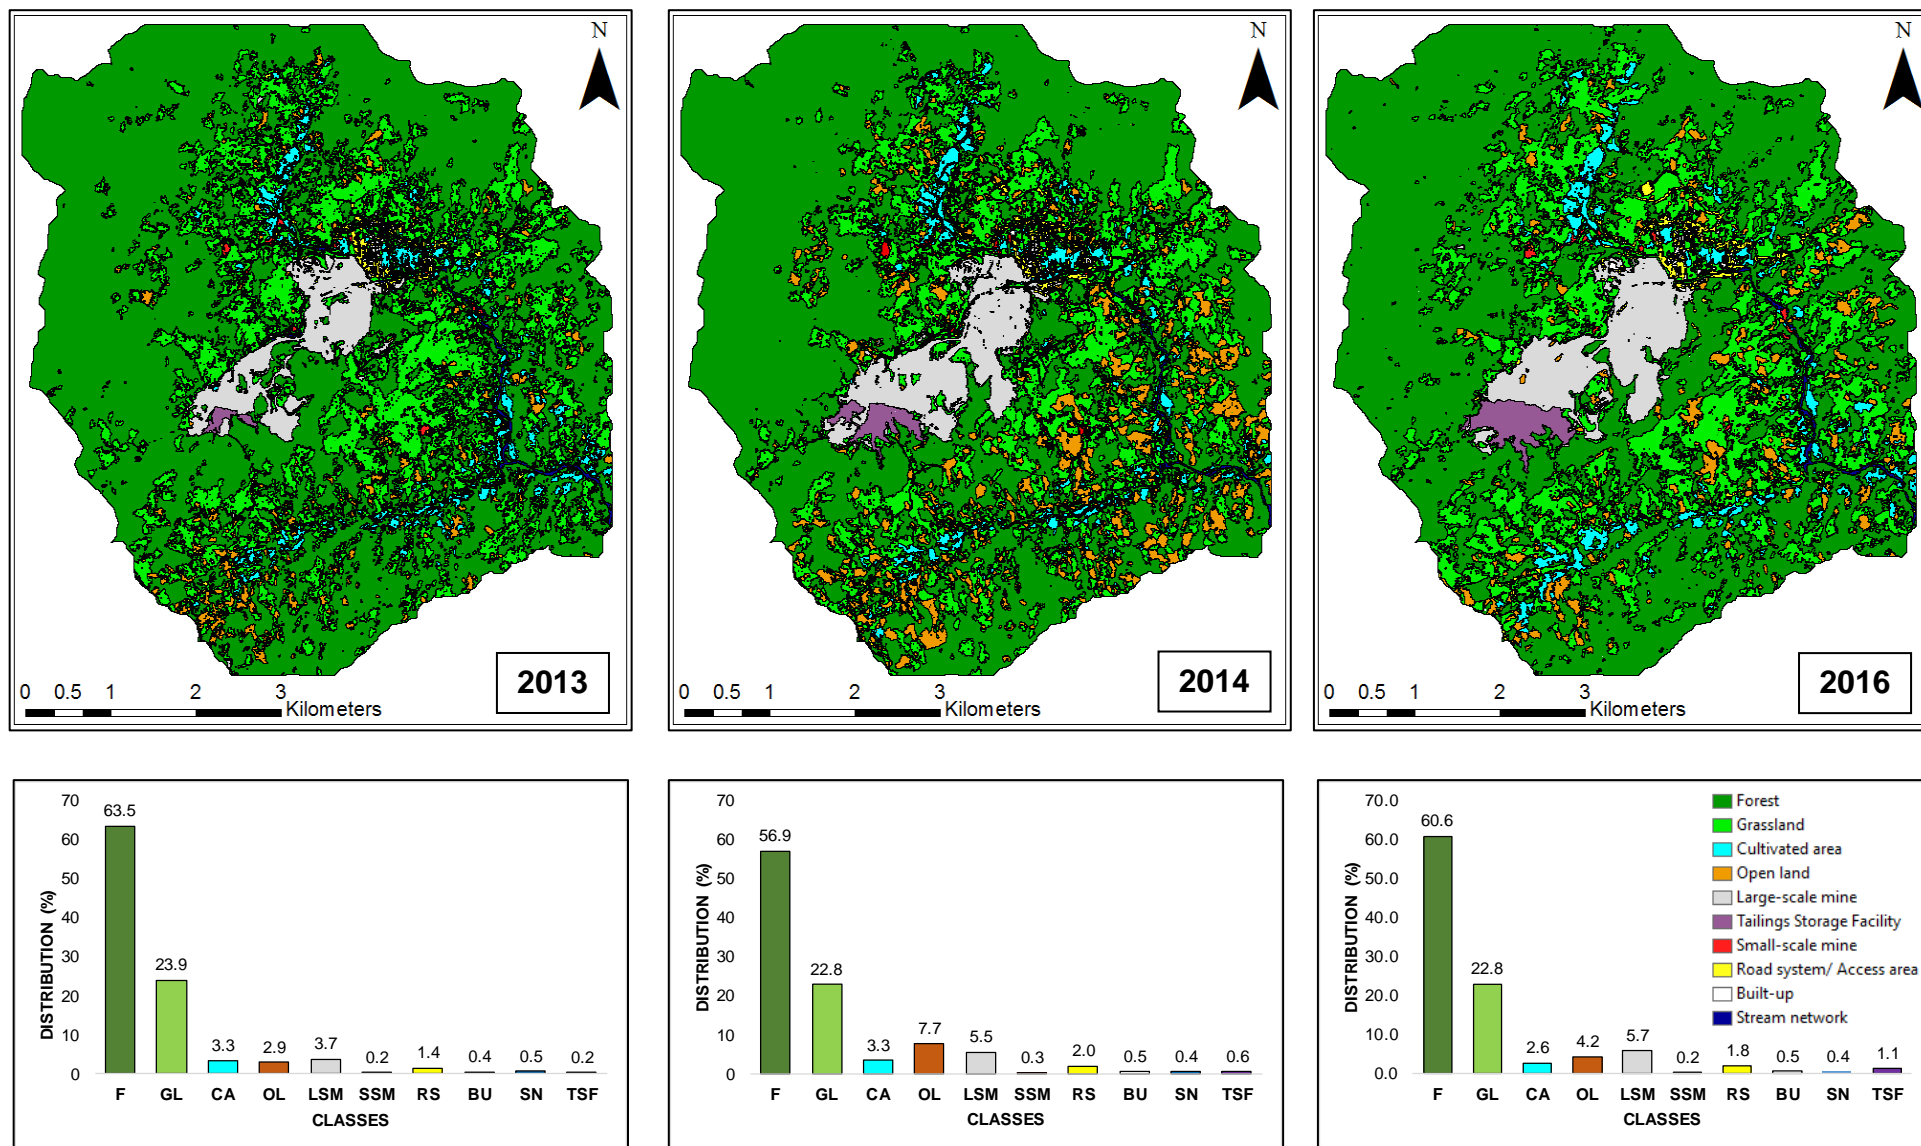 N
2013
0 0.5 1 2 3
Kilometers
N
2014
0 0.5 1 2 3
Kilometers
N
2016
0 0.5 1 2 3
Kilometers
DISTRIBUTION (%)
70
60
50
40
30
20
10
0
63.5
23.9
3.3
2.9
3.7
0.2
1.4
0.4
0.5
0.2
F GL CA OL LSM SSM RS BU SN TSF
CLASSES
DISTRIBUTION (%)
70
60
50
40
30
20
10
0
56.9
22.8
3.3
7.7
5.5
0.3
2.0
0.5
0.4
0.6
F GL CA OL LSM SSM RS BU SN TSF
CLASSES
DISTRIBUTION (%)
70.0
60.0
50.0
40.0
30.0
20.0
10.0
0.0
60.6
22.8
2.6
4.2
5.7
0.2
1.8
0.5
0.4
1.1
F GL CA OL LSM SSM RS BU SN TSF
CLASSES
Forest
Grassland
Cultivated area
Open land
Large-scale mine
Tailings Storage Facility
Small-scale mine
Road system/ Access area
Built-up
Stream network